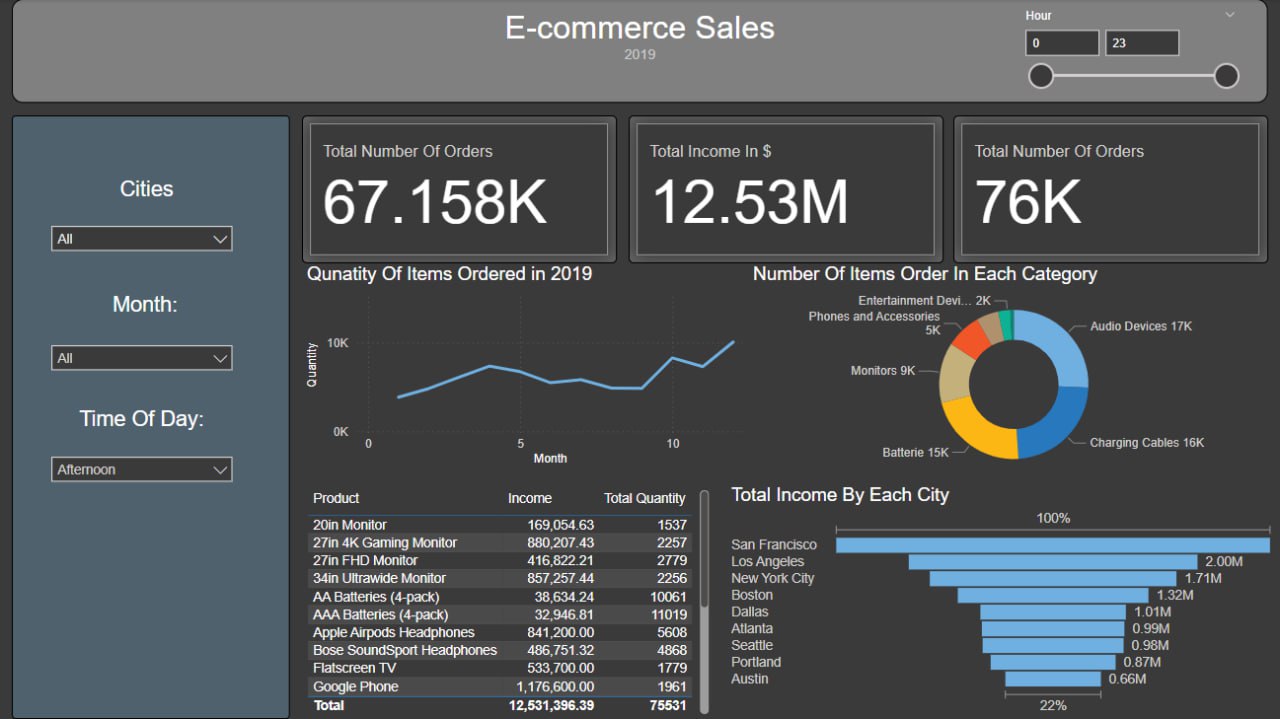 E-commerce Sales
2019
Hour
0 23
Cities
All
Month:
All
Time Of Day:
Afternoon
Total Number Of Orders
67.158K
Total Income In $
12.53M
Total Number Of Orders
76K
Qunatity Of Items Ordered in 2019
Quantity
10K
0K
0 5 10
Month
Number Of Items Order In Each Category
Entertainment Devi... 2K
Phones and Accessories
5K
Monitors 9K
Batterie 15K
Audio Devices 17K
Charging Cables 16K
Product Income Total Quantity
20in Monitor 169,054.63 1537
27in 4K Gaming Monitor 880,207.43 2257
27in FHD Monitor 416,822.21 2779
34in Ultrawide Monitor 857,257.44 2256
AA Batteries (4-pack) 38,634.24 10061
AAA Batteries (4-pack) 32,946.81 11019
Apple Airpods Headphones 841,200.00 5608
Bose SoundSport Headphones 486,751.32 4868
Flatscreen TV 533,700.00 1779
Google Phone 1,176,600.00 1961
Total 12,531,396.39 75531
Total Income By Each City
100%
San Francisco
Los Angeles 2.00M
New York City 1.71M
Boston 1.32M
Dallas 1.01M
Atlanta 0.99M
Seattle 0.98M
Portland 0.87M
Austin 0.66M
22%